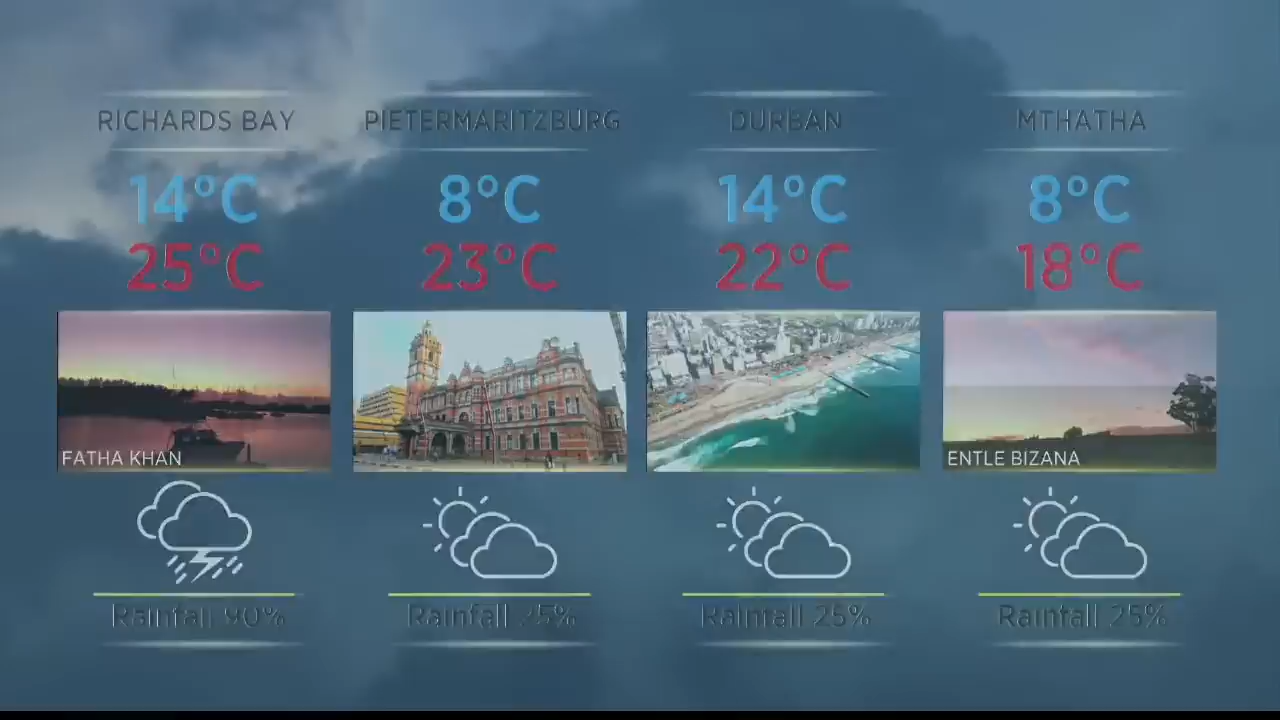 RICHARDS BAY
14°C
25°C
FATHA KHAN
Rainfall 90%
PIETERMARITZBURG
8°C
23°C
Rainfall
DURBAN
14°C
22°C
Rainfall 25%
MTHATHA
8°C
18°C
ENTLE BIZANA
Rainfall 25%